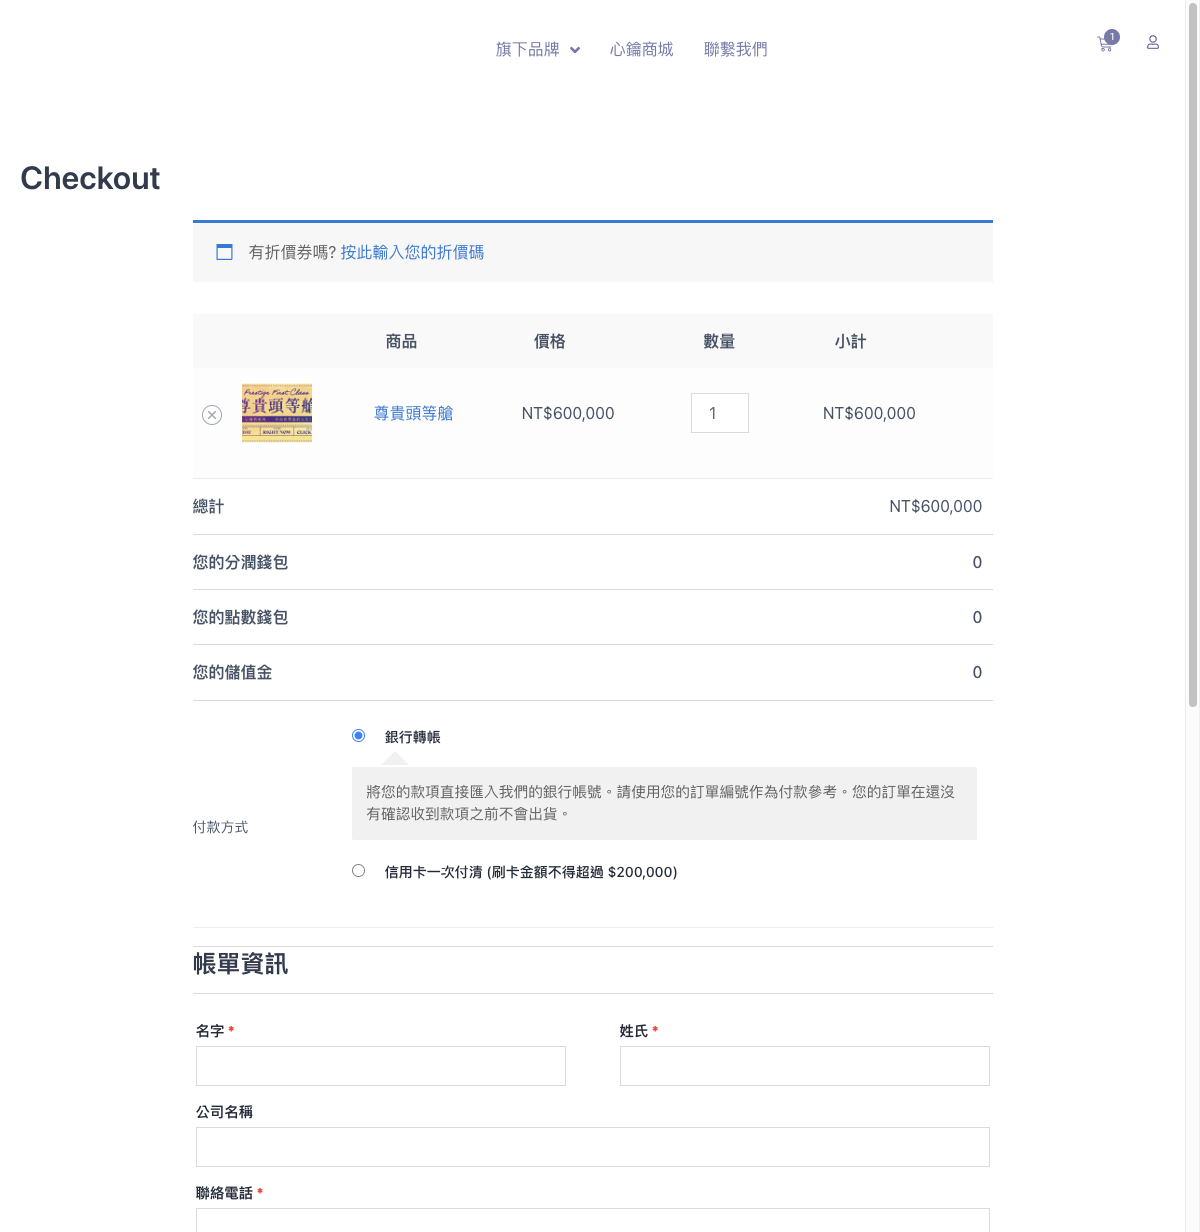 旗下品牌
心鑰商城
聯繫我們
1
Checkout
有折價券嗎? 按此輸入您的折價碼
商品 價格 數量 小計
Prestige First Class
尊貴頭等艙
RIGHT NOW
CLICK
尊貴頭等艙 NT$600,000 1 NT$600,000
總計 NT$600,000
您的分潤錢包 0
您的點數錢包 0
您的儲值金 0
付款方式
銀行轉帳
將您的款項直接匯入我們的銀行帳號。請使用您的訂單編號作為付款參考。您的訂單在還沒
有確認收到款項之前不會出貨。
信用卡一次付清 (刷卡金額不得超過 $200,000)
帳單資訊
名字 *
姓氏 *
公司名稱
聯絡電話 *